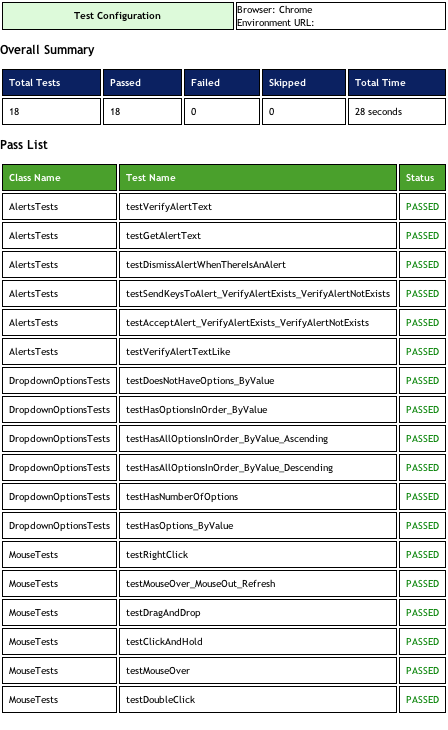 Test Configuration
Browser: Chrome
Environment URL:
Overall Summary
Total Tests Passed Failed Skipped Total Time
18 18 0 0 28 seconds
Pass List
Class Name Test Name Status
AlertsTests testVerifyAlertText PASSED
AlertsTests testGetAlertText PASSED
AlertsTests testDismissAlertWhenThereIsAnAlert PASSED
AlertsTests testSendKeysToAlert_VerifyAlertExists_VerifyAlertNotExists PASSED
AlertsTests testAcceptAlert_VerifyAlertExists_VerifyAlertNotExists PASSED
AlertsTests testVerifyAlertTextLike PASSED
DropdownOptionsTests testDoesNotHaveOptions_ByValue PASSED
DropdownOptionsTests testHasOptionsInOrder_ByValue PASSED
DropdownOptionsTests testHasAllOptionsInOrder_ByValue_Ascending PASSED
DropdownOptionsTests testHasAllOptionsInOrder_ByValue_Descending PASSED
DropdownOptionsTests testHasNumberOfOptions PASSED
DropdownOptionsTests testHasOptions_ByValue PASSED
MouseTests testRightClick PASSED
MouseTests testMouseOver_MouseOut_Refresh PASSED
MouseTests testDragAndDrop PASSED
MouseTests testClickAndHold PASSED
MouseTests testMouseOver PASSED
MouseTests testDoubleClick PASSED